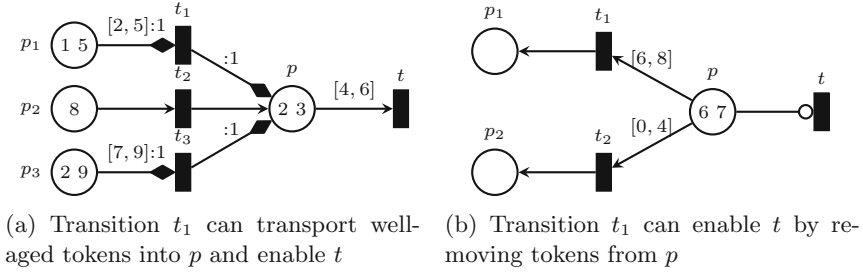 t₁
[2, 5]:1
p₁
1 5
:1
t₂
p
[4, 6]
t
p₂
8
2 3
t₃
:1
p₃
[7, 9]:1
2 9
p₁
t₁
[6, 8]
p
t
6 7
p₂
t₂
[0, 4]
(a) Transition t₁ can transport well-
aged tokens into p and enable t
(b) Transition t₁ can enable t by re-
moving tokens from p